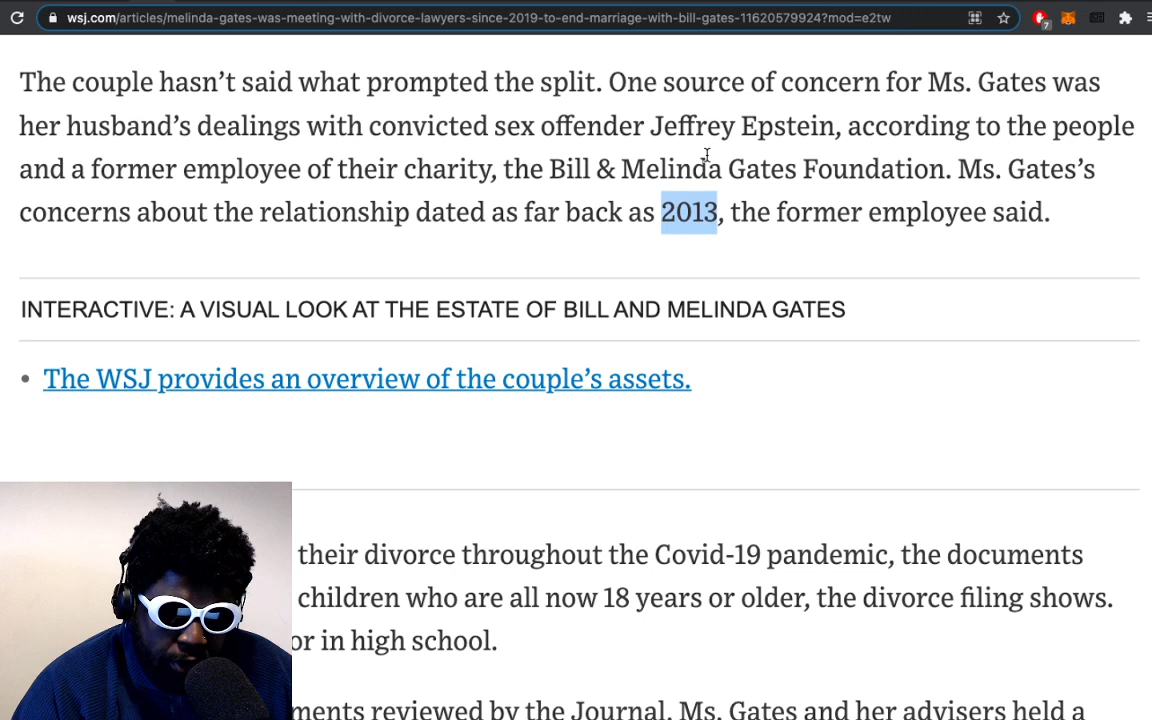 wsj.com/articles/melinda-gates-was-meeting-with-divorce-lawyers-since-2019-to-end-marriage-with-bill-gates-11620579924?mod=e2tw
7
The couple hasn’t said what prompted the split. One source of concern for Ms. Gates was
her husband’s dealings with convicted sex offender Jeffrey Epstein, according to the people
and a former employee of their charity, the Bill & Melinda Gates Foundation. Ms. Gates’s
concerns about the relationship dated as far back as 2013, the former employee said.
INTERACTIVE: A VISUAL LOOK AT THE ESTATE OF BILL AND MELINDA GATES
• The WSJ provides an overview of the couple’s assets.
their divorce throughout the Covid-19 pandemic, the documents
children who are all now 18 years or older, the divorce filing shows.
or in high school.
ments reviewed by the Journal. Ms. Gates and her advisers held a